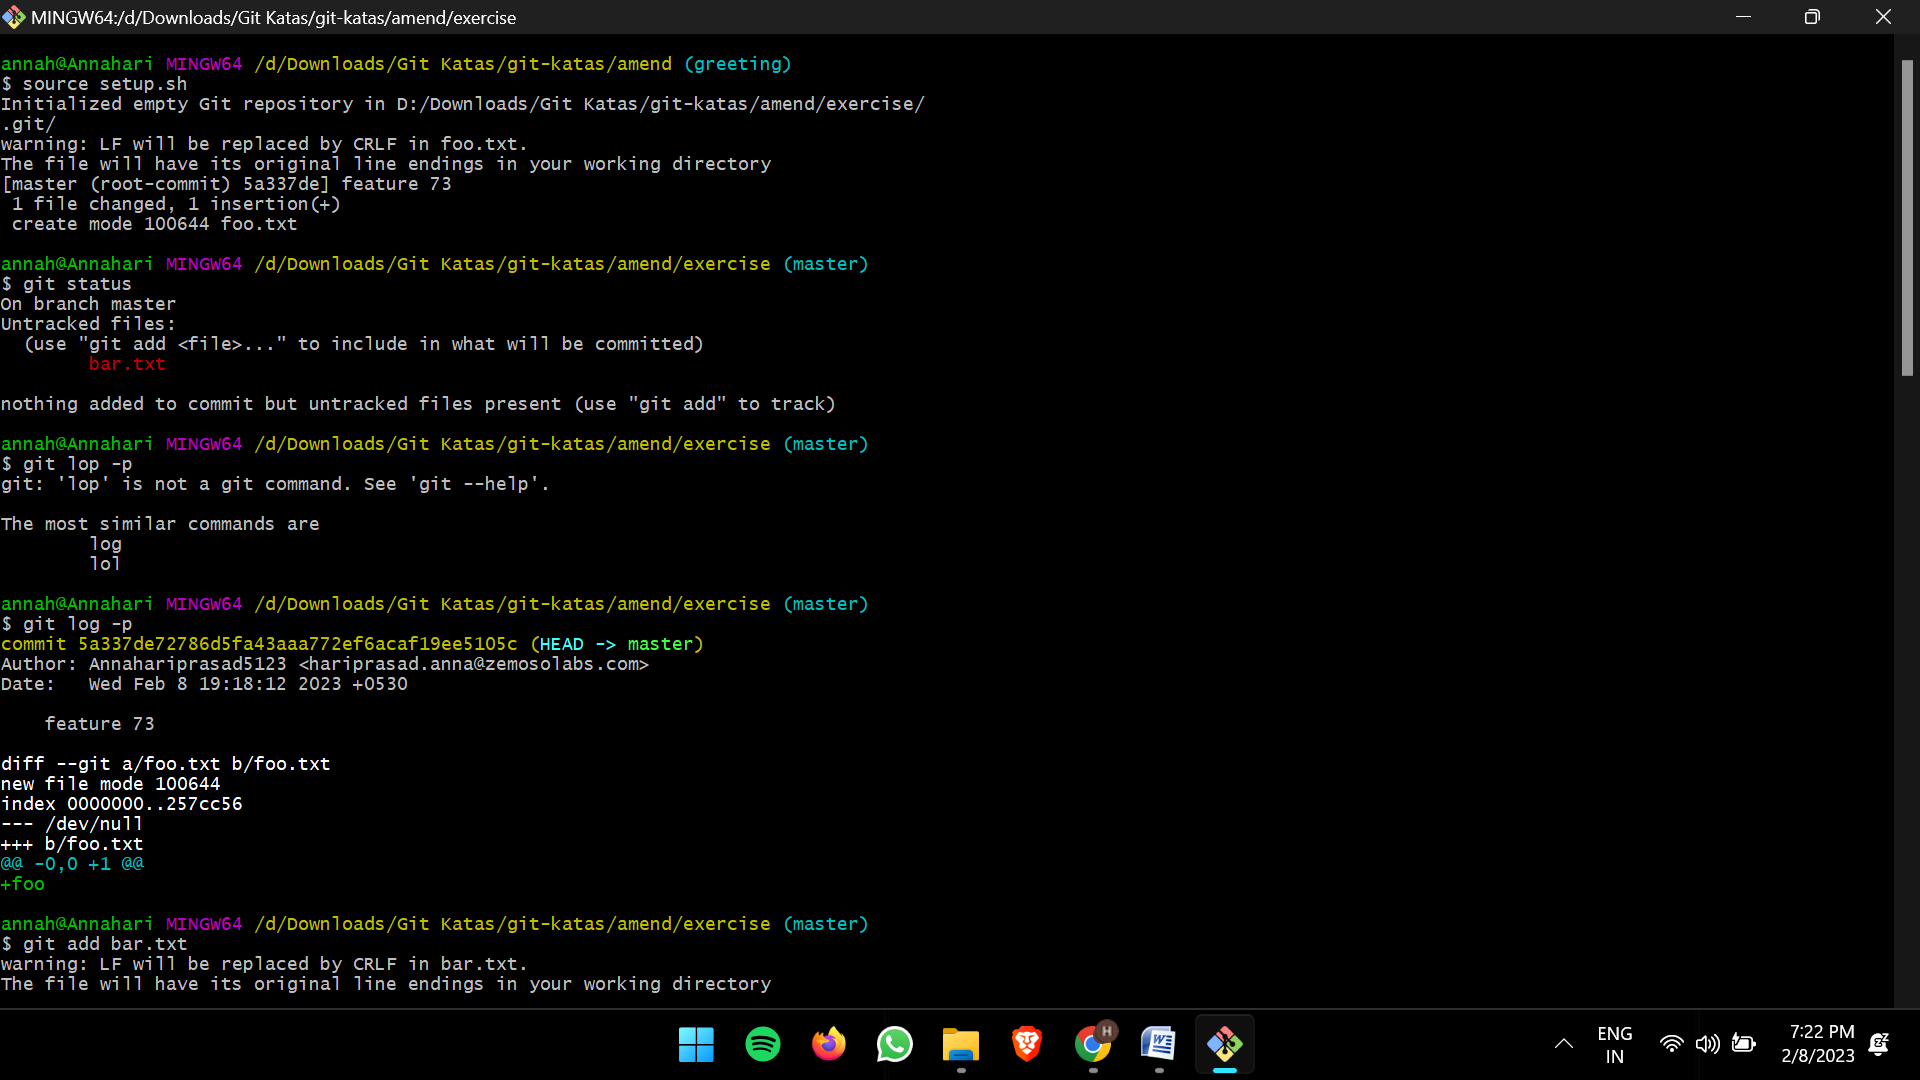 MINGW64:/d/Downloads/Git Katas/git-katas/amend/exercise
annah@Annahari MINGW64 /d/Downloads/Git Katas/git-katas/amend (greeting)
$ source setup.sh
Initialized empty Git repository in D:/Downloads/Git Katas/git-katas/amend/exercise/
.git/
warning: LF will be replaced by CRLF in foo.txt.
The file will have its original line endings in your working directory
[master (root-commit) 5a337de] feature 73
 1 file changed, 1 insertion(+)
 create mode 100644 foo.txt
annah@Annahari MINGW64 /d/Downloads/Git Katas/git-katas/amend/exercise (master)
$ git status
On branch master
Untracked files:
  (use "git add <file>..." to include in what will be committed)
        bar.txt
nothing added to commit but untracked files present (use "git add" to track)
annah@Annahari MINGW64 /d/Downloads/Git Katas/git-katas/amend/exercise (master)
$ git lop -p
git: 'lop' is not a git command. See 'git --help'.
The most similar commands are
        log
        lol
annah@Annahari MINGW64 /d/Downloads/Git Katas/git-katas/amend/exercise (master)
$ git log -p
commit 5a337de72786d5fa43aaa772ef6acaf19ee5105c (HEAD -> master)
Author: Annahariprasad5123 <hariprasad.anna@zemosolabs.com>
Date:   Wed Feb 8 19:18:12 2023 +0530
    feature 73
diff --git a/foo.txt b/foo.txt
new file mode 100644
index 0000000..257cc56
--- /dev/null
+++ b/foo.txt
@@ -0,0 +1 @@
+foo
annah@Annahari MINGW64 /d/Downloads/Git Katas/git-katas/amend/exercise (master)
$ git add bar.txt
warning: LF will be replaced by CRLF in bar.txt.
The file will have its original line endings in your working directory
H
W
ENG
IN
7:22 PM
2/8/2023